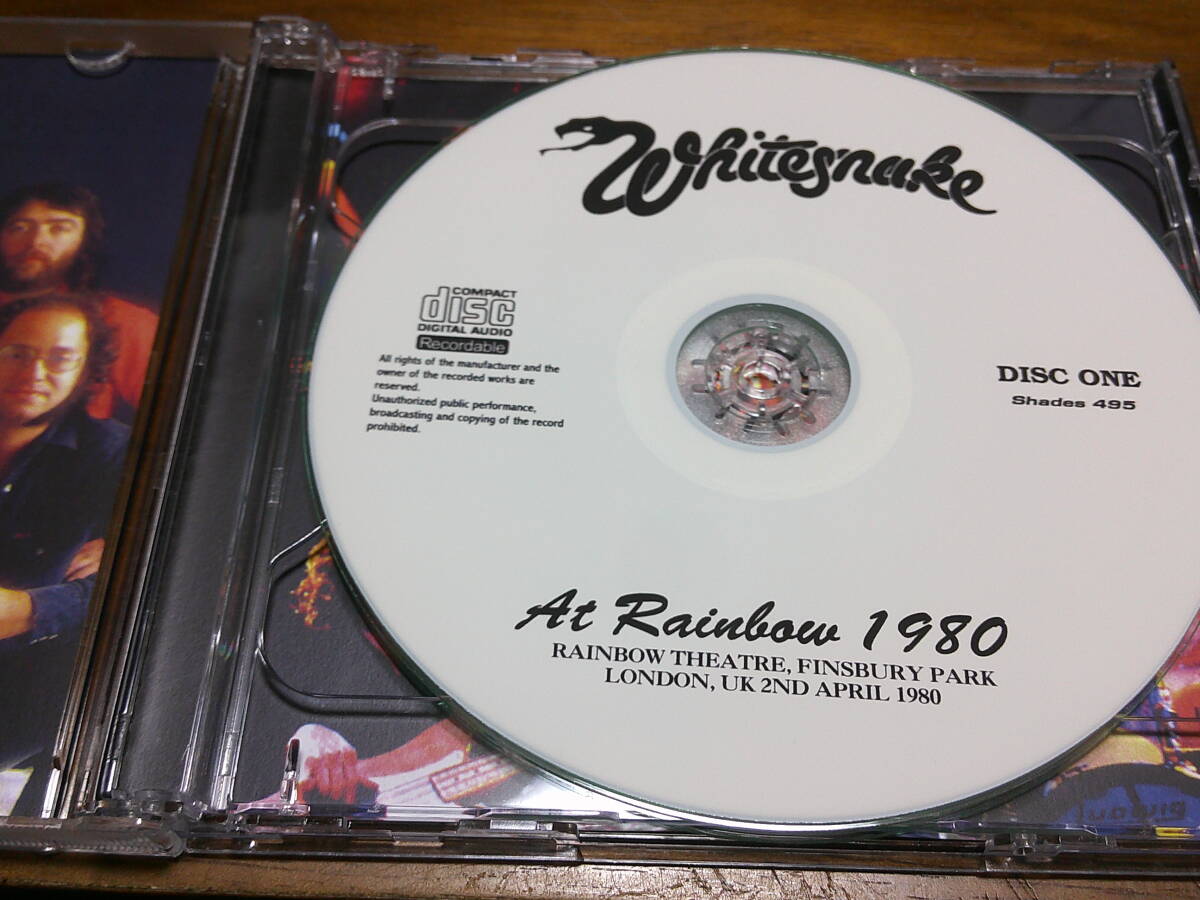 Whitesnake
COMPACT
disc
DIGITAL AUDIO
Recordable
All rights of the manufacturer and the
owner of the recorded works are
reserved.
Unauthorized public performance,
broadcasting and copying of the record
prohibited.
DISC ONE
Shades 495
At Rainbow 1980
RAINBOW THEATRE, FINSBURY PARK
LONDON, UK 2ND APRIL 1980